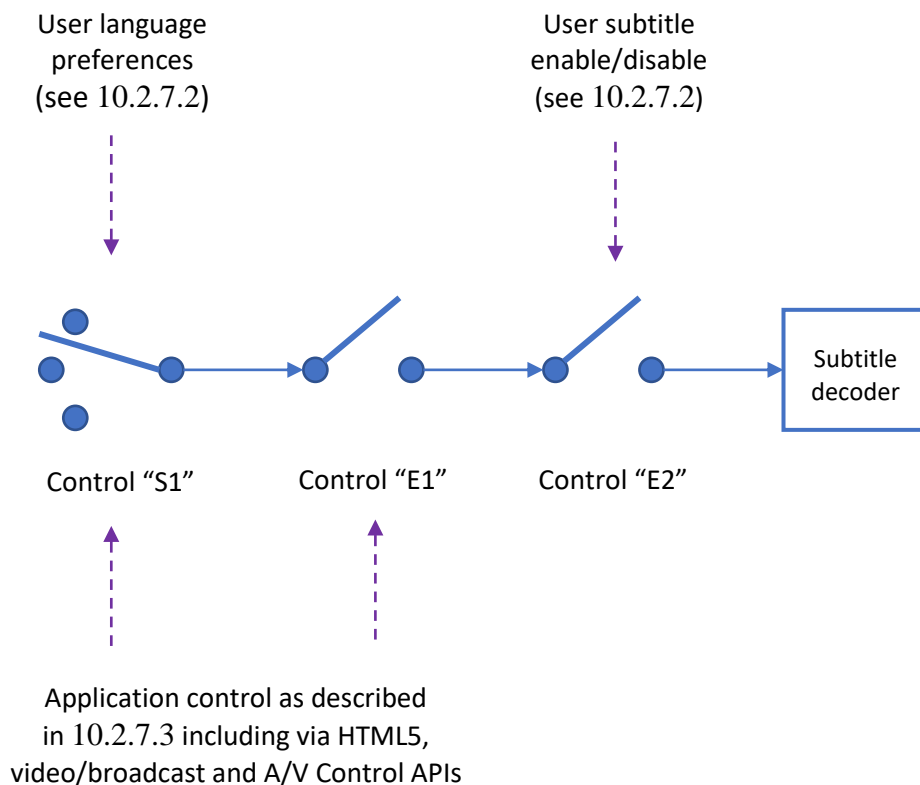 User language
preferences
(see 10.2.7.2)
User subtitle
enable/disable
(see 10.2.7.2)
Subtitle
decoder
Control “S1”
Control “E1”
Control “E2”
Application control as described
in 10.2.7.3 including via HTML5,
video/broadcast and A/V Control APIs